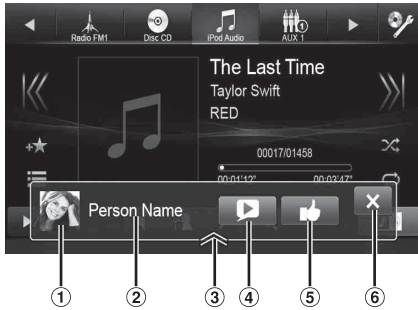 Radio FM1
Disc CD
iPod Audio
AUX 1
1
The Last Time
Taylor Swift
RED
00017/01458
00:01'12"
00:03'47"
Person Name
1
2
3
4
5
6